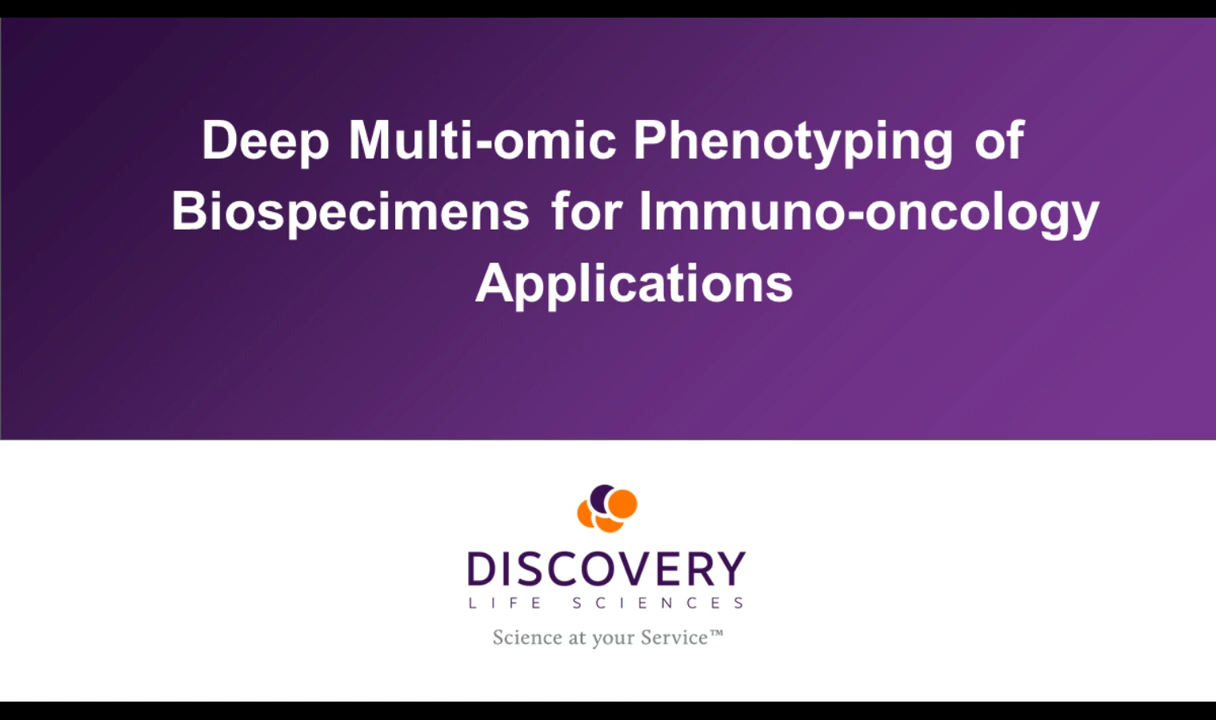 Deep Multi-omic Phenotyping of
Biospecimens for Immuno-oncology
Applications
DISCOVERY
LIFE SCIENCES
Science at your Service™